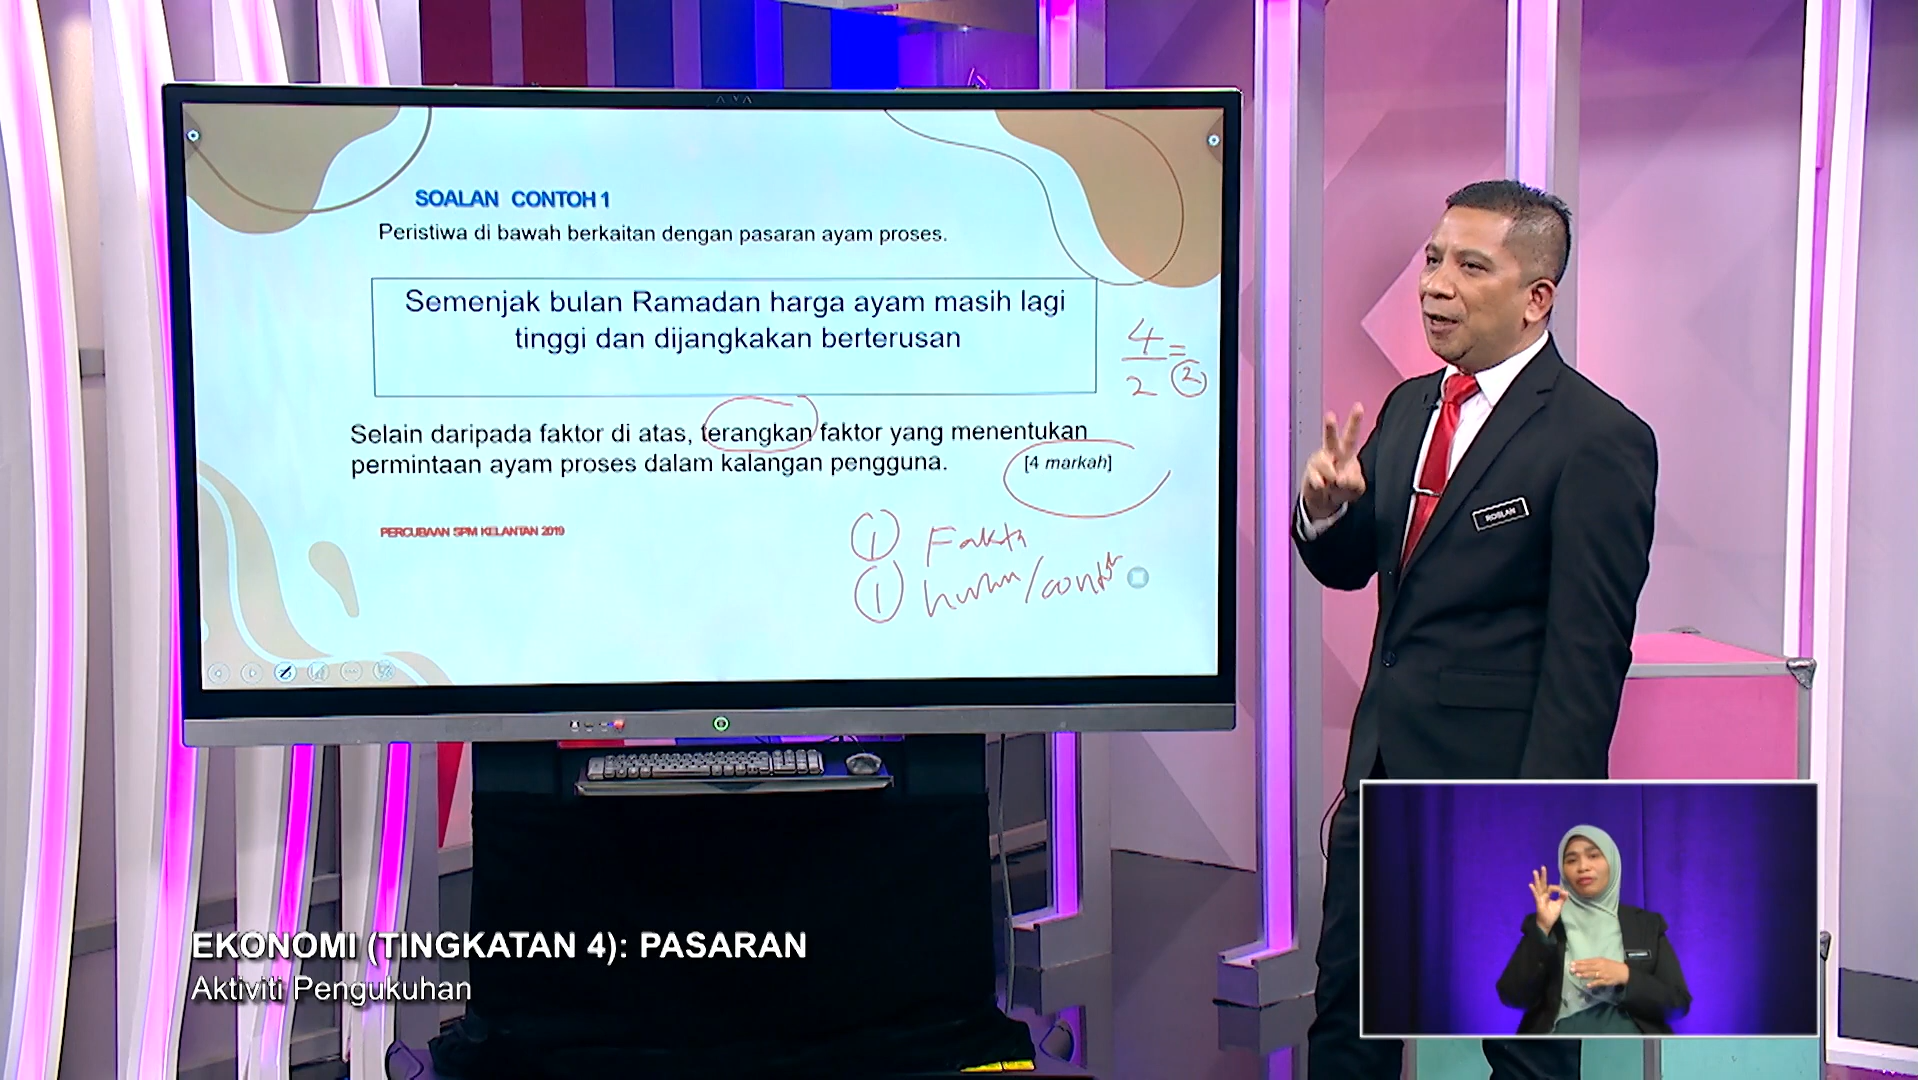 AIVA
SOALAN CONTOH 1
Peristiwa di bawah berkaitan dengan pasaran ayam proses.
Semenjak bulan Ramadan harga ayam masih lagi
tinggi dan dijangkakan berterusan
4
=
2
2
Selain daripada faktor di atas, terangkan faktor yang menentukan
permintaan ayam proses dalam kalangan pengguna.
[4 markah]
PERCUBAAN SPM KELANTAN 2019
1 Fakta
1 huraian/contoh
ROSLAN
EKONOMI (TINGKATAN 4): PASARAN
Aktiviti Pengukuhan